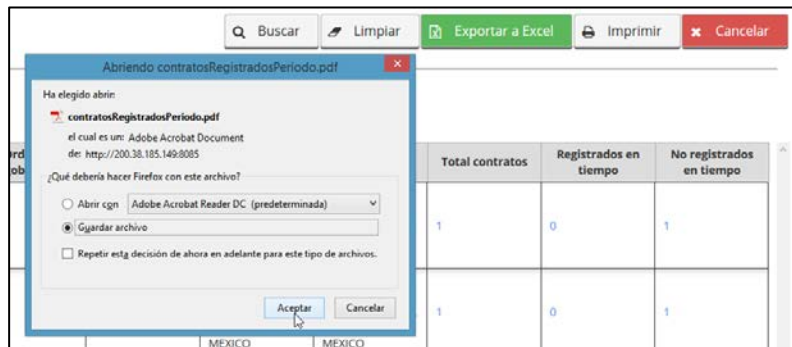 Buscar Limpiar Exportar a Excel Imprimir Cancelar
Abriendo contratosRegistradosPeriodo.pdf
Ha elegido abrir:
contratosRegistradosPeriodo.pdf
el cual es un: Adobe Acrobat Document
de: http://200.38.185.149:8085
¿Qué debería hacer Firefox con este archivo?
Abrir con Adobe Acrobat Reader DC (predeterminada)
Guardar archivo
Repetir esta decisión de ahora en adelante para este tipo de archivos.
Aceptar Cancelar
Total contratos Registrados en tiempo No registrados en tiempo
1 0 1
1 0 1
MEXICO MEXICO